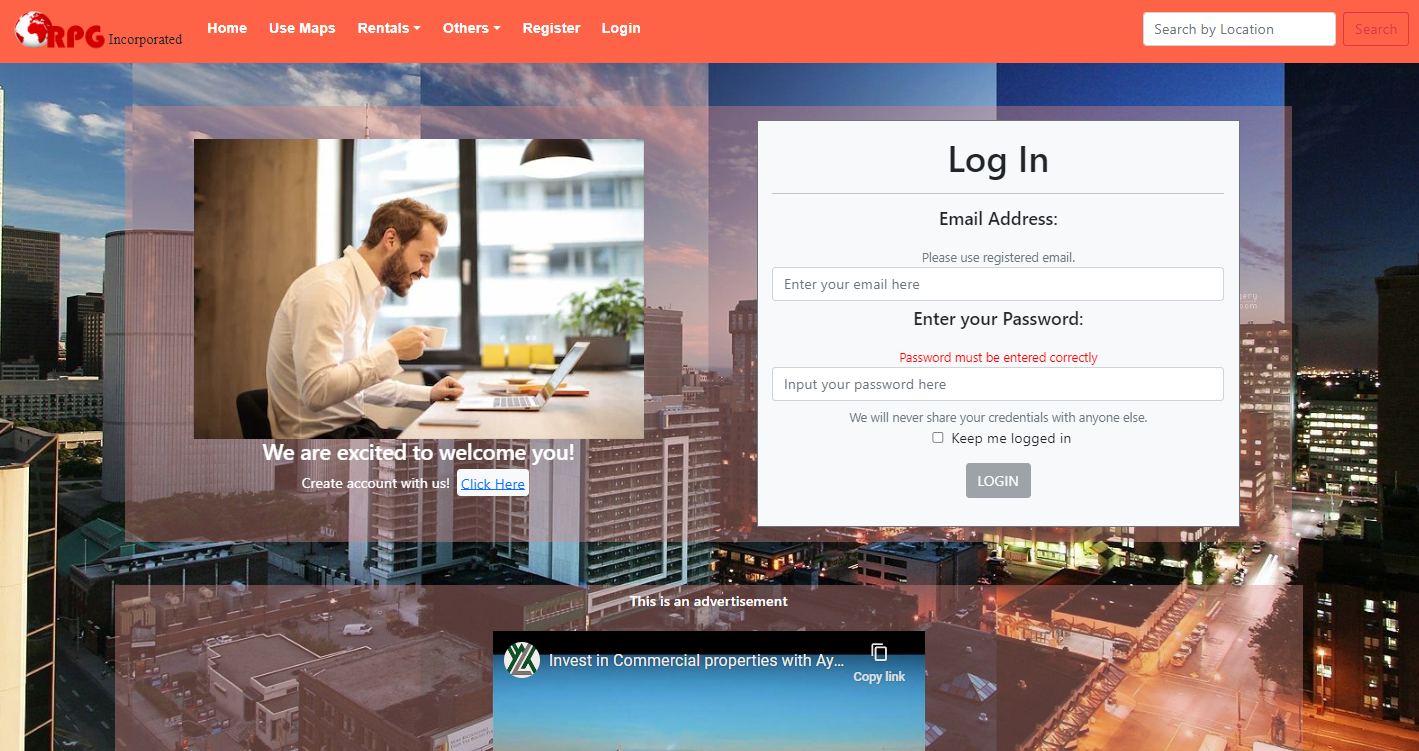 RPG Incorporated
Home
Use Maps
Rentals
Others
Register
Login
Search by Location
Search
Log In
Email Address:
Please use registered email.
Enter your email here
Enter your Password:
Password must be entered correctly
Input your password here
We will never share your credentials with anyone else.
Keep me logged in
LOGIN
We are excited to welcome you!
Create account with us! Click Here
This is an advertisement
Invest in Commercial properties with Ay...
Copy link